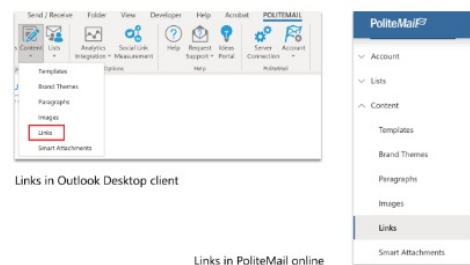 Send / Receive Folder View Developer Help Acrobat POLITEMAIL
Content Lists Analytics Social Link Help Request Ideas Server Account
Integration Measurement Support Portal Connection
Options Help PoliteMail
Templates
Brand Themes
Paragraphs
Images
Links
Smart Attachments
Links in Outlook Desktop client
PoliteMail
Account
Lists
Content
Templates
Brand Themes
Paragraphs
Images
Links
Smart Attachments
Links in PoliteMail online